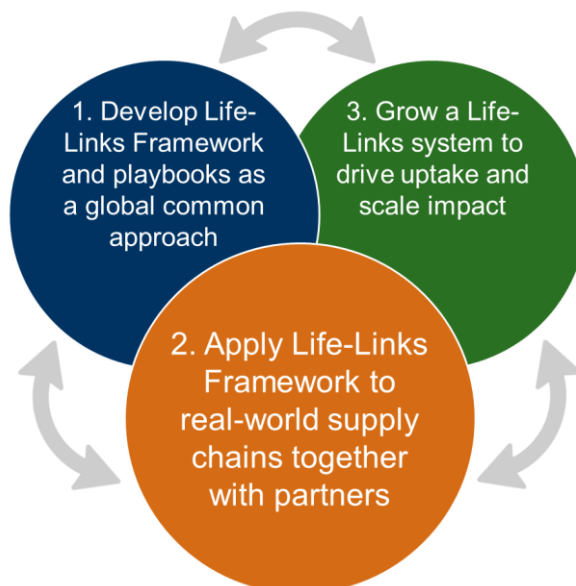 1. Develop Life-
Links Framework
and playbooks as
a global common
approach
3. Grow a Life-
Links system to
drive uptake and
scale impact
2. Apply Life-Links
Framework to
real-world supply
chains together
with partners